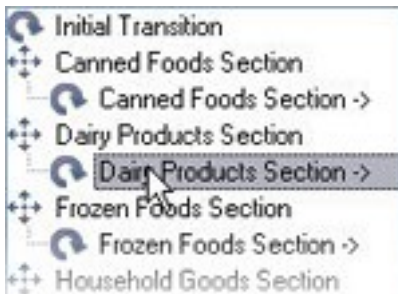 Initial Transition
Canned Foods Section
Canned Foods Section ->
Dairy Products Section
Dairy Products Section ->
Frozen Foods Section
Frozen Foods Section ->
Household Goods Section